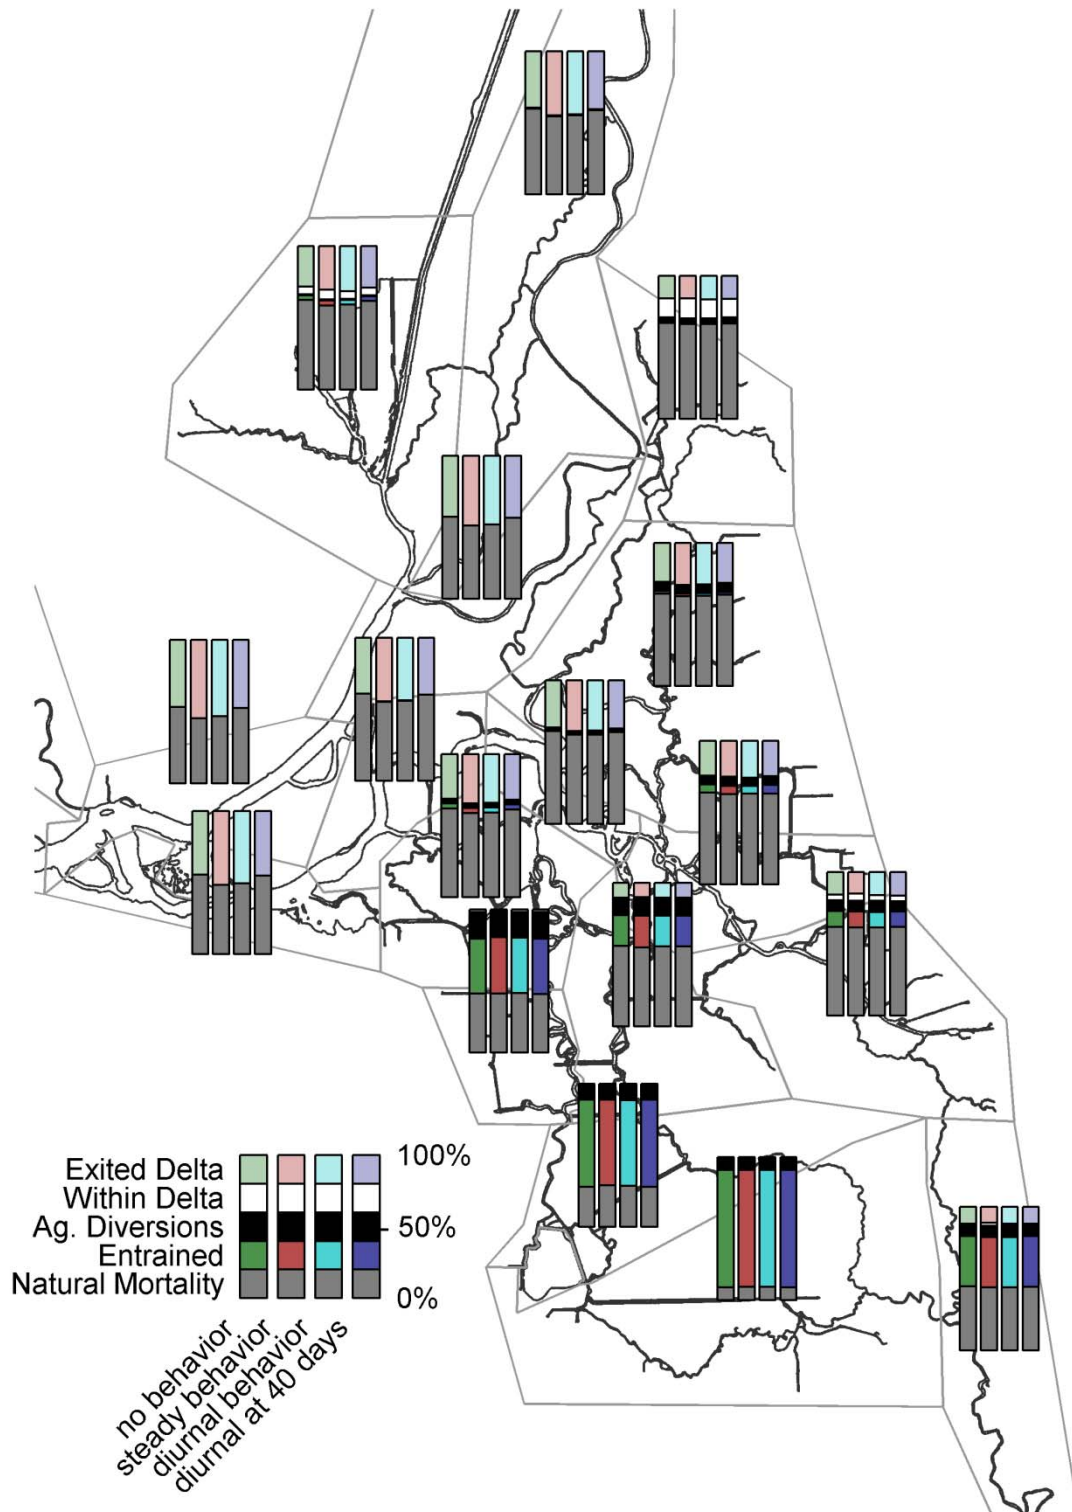 Exited Delta
100%
Within Delta
Ag. Diversions
50%
Entrained
Natural Mortality
0%
no behavior
steady behavior
diurnal behavior
diurnal at 40 days